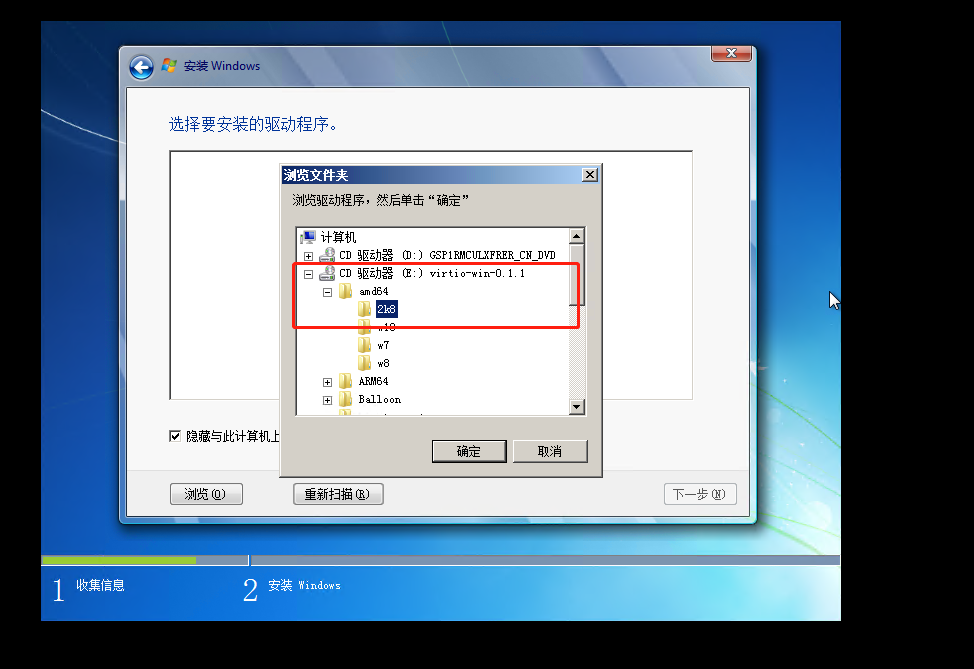 安装 Windows
选择要安装的驱动程序。
浏览文件夹
浏览驱动程序，然后单击“确定”
计算机
CD 驱动器 (D:) GSP1RMCULXFRER_CN_DVD
CD 驱动器 (E:) virtio-win-0.1.1
amd64
2k8
w10
w7
w8
ARM64
Balloon
确定
取消
隐藏与此计算机上
浏览(O)
重新扫描(R)
下一步(N)
1 收集信息
2 安装 Windows